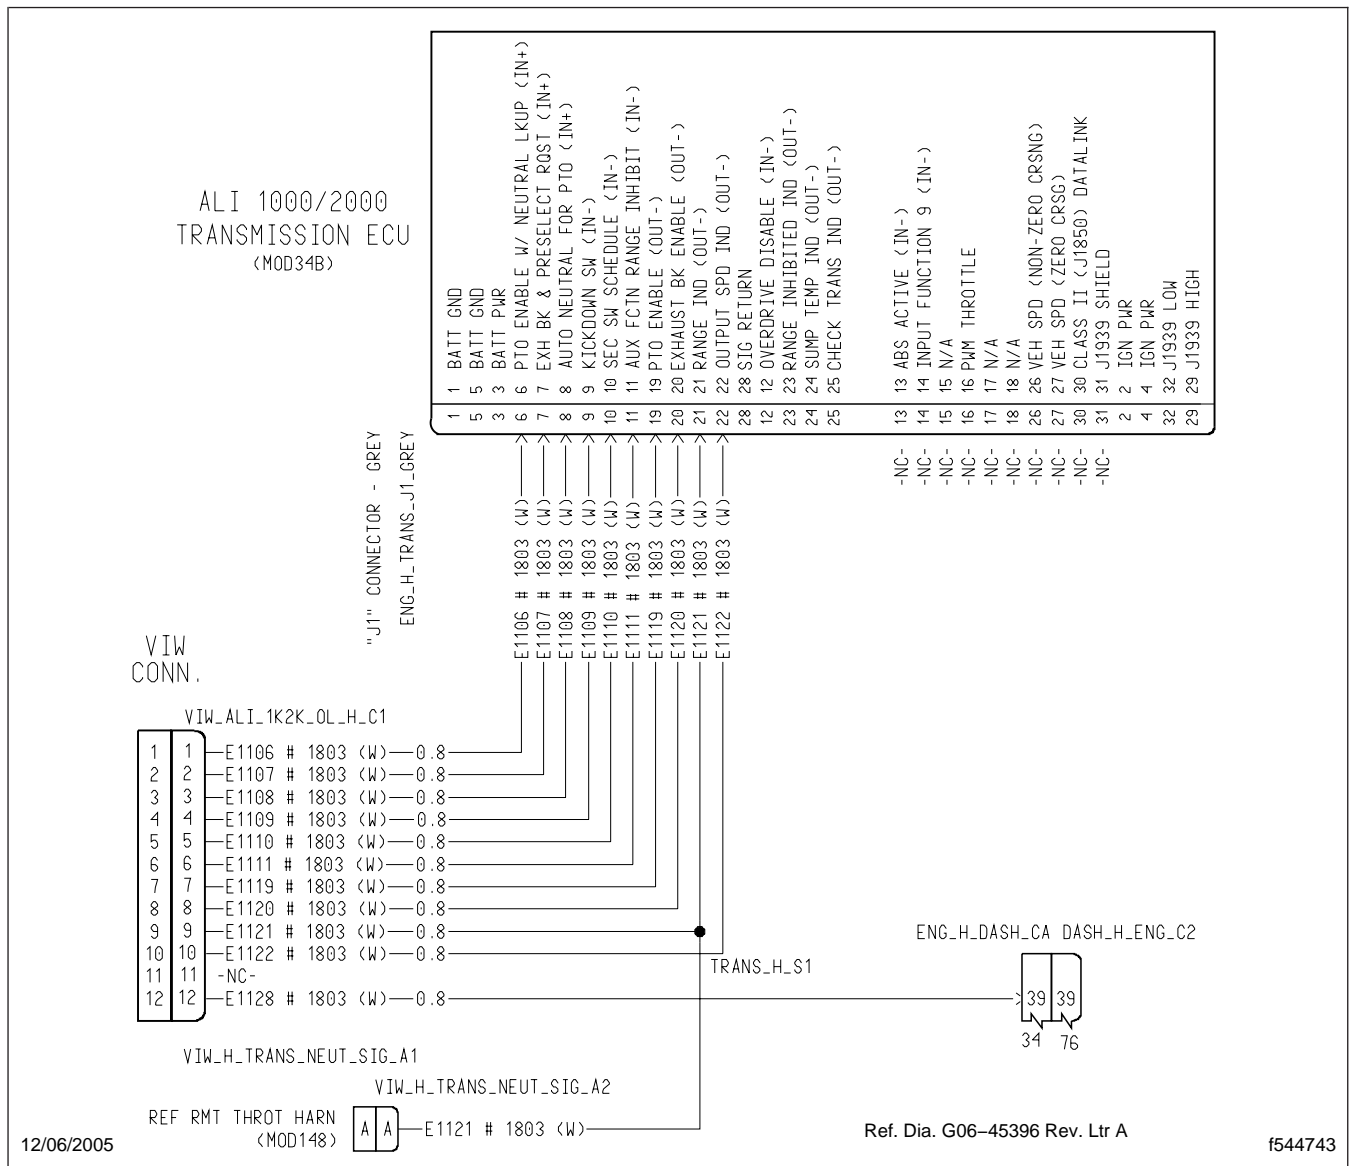 ALI 1000/2000
TRANSMISSION ECU
(MOD34B)
1 BATT GND
5 BATT GND
3 BATT PWR
6 PTO ENABLE W/ NEUTRAL LKUP (IN+)
7 EXH BK & PRESELECT RQST (IN+)
8 AUTO NEUTRAL FOR PTO (IN+)
9 KICKDOWN SW (IN-)
10 SEC SW SCHEDULE (IN-)
11 AUX FCTN RANGE INHIBIT (IN-)
19 PTO ENABLE (OUT-)
20 EXHAUST BK ENABLE (OUT-)
21 RANGE IND (OUT-)
22 OUTPUT SPD IND (OUT-)
28 SIG RETURN
12 OVERDRIVE DISABLE (IN-)
23 RANGE INHIBITED IND (OUT-)
24 SUMP TEMP IND (OUT-)
25 CHECK TRANS IND (OUT-)
13 ABS ACTIVE (IN-)
14 INPUT FUNCTION 9 (IN-)
15 N/A
16 PWM THROTTLE
17 N/A
18 N/A
26 VEH SPD (NON-ZERO CRSNG)
27 VEH SPD (ZERO CRSG)
30 CLASS II (J1850) DATALINK
31 J1939 SHIELD
2 IGN PWR
4 IGN PWR
32 J1939 LOW
29 J1939 HIGH
1 5 3 6 7 8 9 10 11 19 20 21 22 28 12 23 24 25 13 14 15 16 17 18 26 27 30 31 2 4 32 29
-NC- -NC- -NC- -NC- -NC- -NC- -NC- -NC- -NC- -NC-
"J1" CONNECTOR - GREY
ENG_H_TRANS_J1_GREY
E1106 # 1803 (W)
E1107 # 1803 (W)
E1108 # 1803 (W)
E1109 # 1803 (W)
E1110 # 1803 (W)
E1111 # 1803 (W)
E1119 # 1803 (W)
E1120 # 1803 (W)
E1121 # 1803 (W)
E1122 # 1803 (W)
VIW
CONN.
VIW_ALI_1K2K_OL_H_C1
1 1 E1106 # 1803 (W) 0.8
2 2 E1107 # 1803 (W) 0.8
3 3 E1108 # 1803 (W) 0.8
4 4 E1109 # 1803 (W) 0.8
5 5 E1110 # 1803 (W) 0.8
6 6 E1111 # 1803 (W) 0.8
7 7 E1119 # 1803 (W) 0.8
8 8 E1120 # 1803 (W) 0.8
9 9 E1121 # 1803 (W) 0.8
10 10 E1122 # 1803 (W) 0.8
11 11 -NC-
12 12 E1128 # 1803 (W) 0.8
TRANS_H_S1
ENG_H_DASH_CA DASH_H_ENG_C2
39 39
34 76
VIW_H_TRANS_NEUT_SIG_A1
VIW_H_TRANS_NEUT_SIG_A2
REF RMT THROT HARN
(MOD148)
A A E1121 # 1803 (W)
12/06/2005
Ref. Dia. G06−45396 Rev. Ltr A
f544743